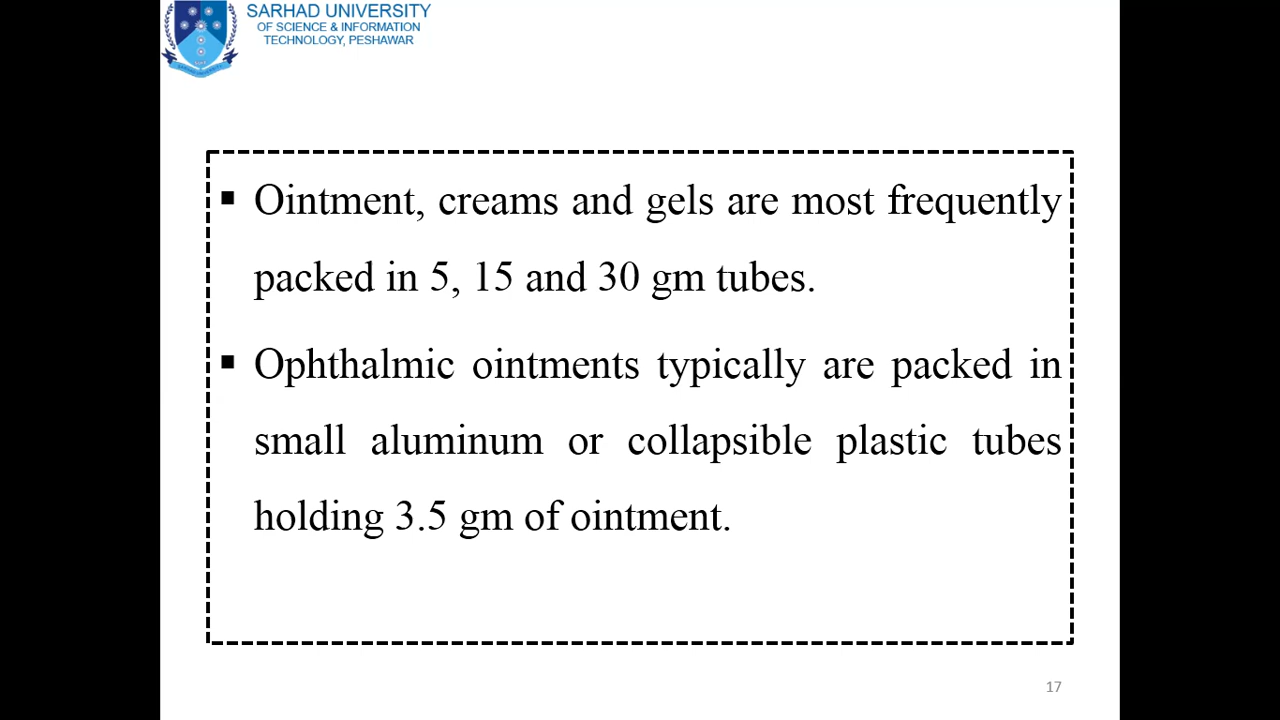 SARHAD UNIVERSITY
OF SCIENCE & INFORMATION
TECHNOLOGY, PESHAWAR
▪ Ointment, creams and gels are most frequently
packed in 5, 15 and 30 gm tubes.
▪ Ophthalmic ointments typically are packed in
small aluminum or collapsible plastic tubes
holding 3.5 gm of ointment.
17